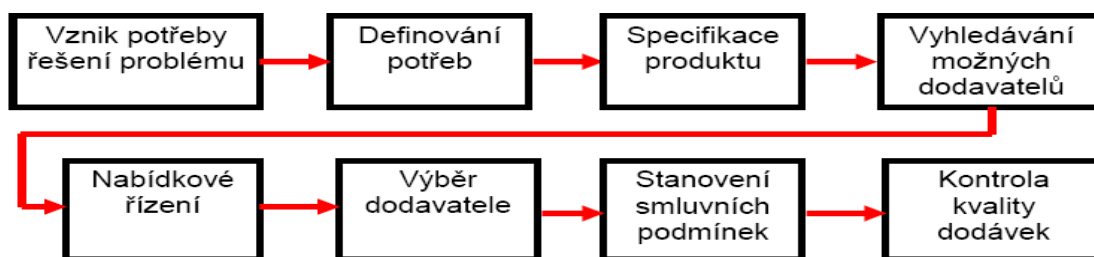 Vznik potřeby
řešení problému
Definování
potřeb
Specifikace
produktu
Vyhledávání
možných
dodavatelů
Nabídkové
řízení
Výběr
dodavatele
Stanovení
smluvních
podmínek
Kontrola
kvality
dodávek